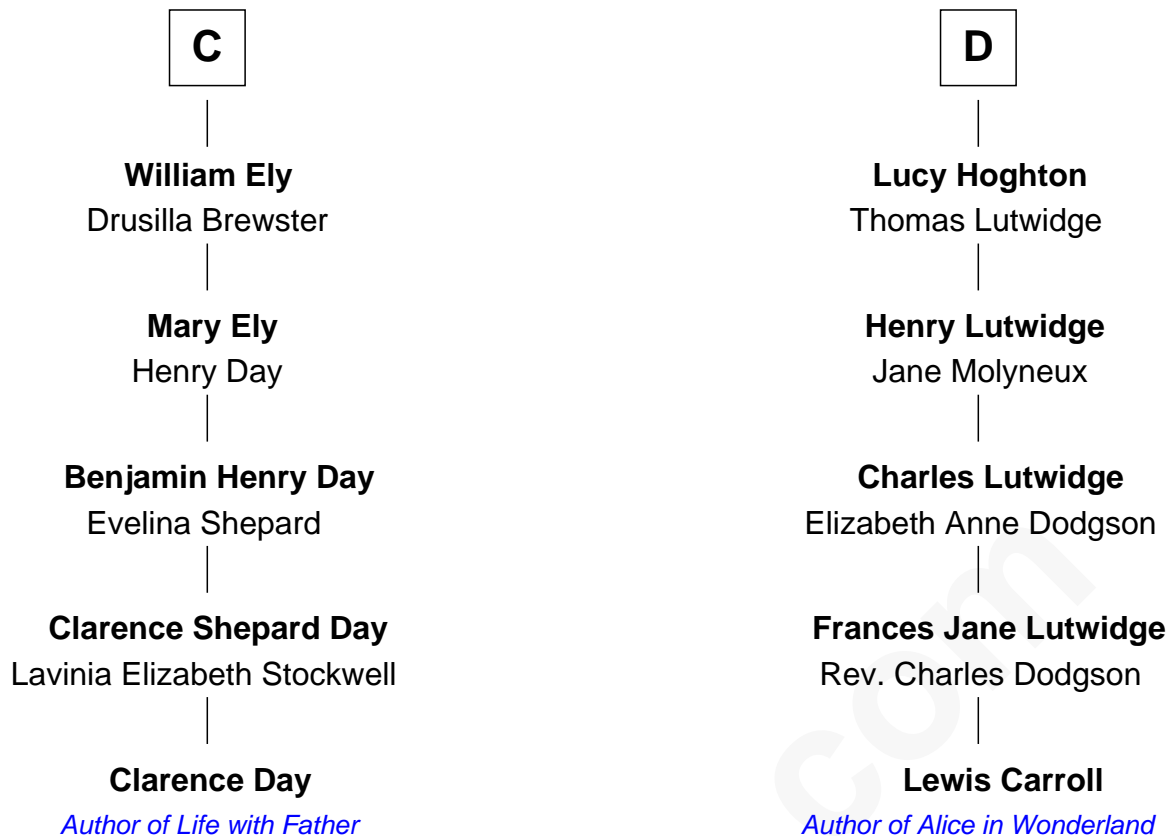 C
William Ely
Drusilla Brewster
Mary Ely
Henry Day
Benjamin Henry Day
Evelina Shepard
Clarence Shepard Day
Lavinia Elizabeth Stockwell
Clarence Day
Author of Life with Father
D
Lucy Hoghton
Thomas Lutwidge
Henry Lutwidge
Jane Molyneux
Charles Lutwidge
Elizabeth Anne Dodgson
Frances Jane Lutwidge
Rev. Charles Dodgson
Lewis Carroll
Author of Alice in Wonderland
com